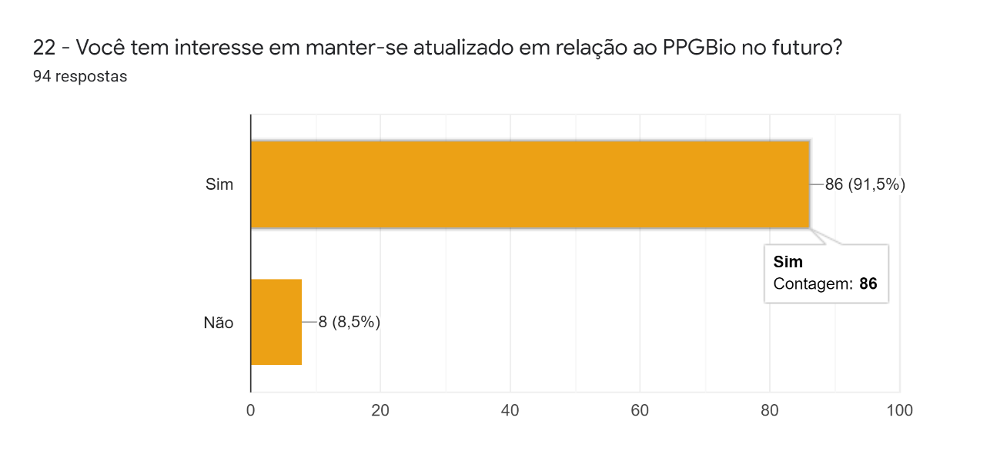 22 - Você tem interesse em manter-se atualizado em relação ao PPGBio no futuro?
94 respostas
Sim
86 (91,5%)
Sim
Contagem: 86
Não
8 (8,5%)
0 20 40 60 80 100